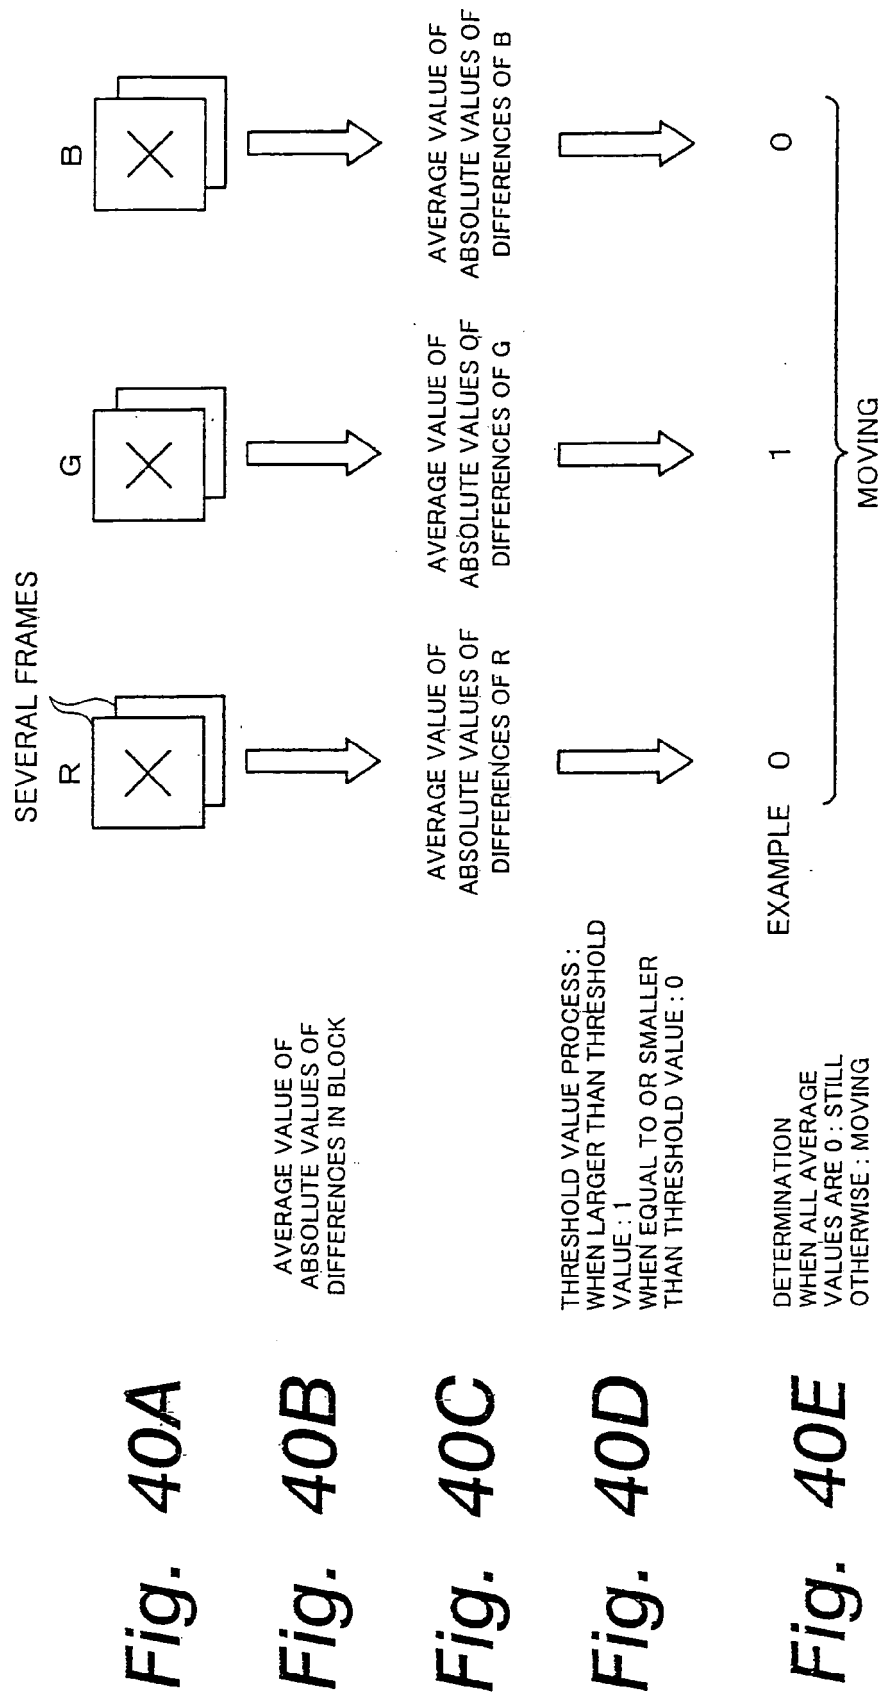 Fig. 40A
SEVERAL FRAMES
R
G
B
Fig. 40B
AVERAGE VALUE OF
ABSOLUTE VALUES OF
DIFFERENCES IN BLOCK
Fig. 40C
AVERAGE VALUE OF
ABSOLUTE VALUES OF
DIFFERENCES OF R
AVERAGE VALUE OF
ABSOLUTE VALUES OF
DIFFERENCES OF G
AVERAGE VALUE OF
ABSOLUTE VALUES OF
DIFFERENCES OF B
Fig. 40D
THRESHOLD VALUE PROCESS :
WHEN LARGER THAN THRESHOLD
VALUE : 1
WHEN EQUAL TO OR SMALLER
THAN THRESHOLD VALUE : 0
Fig. 40E
DETERMINATION
WHEN ALL AVERAGE
VALUES ARE 0 : STILL
OTHERWISE : MOVING
EXAMPLE 0
1
0
MOVING